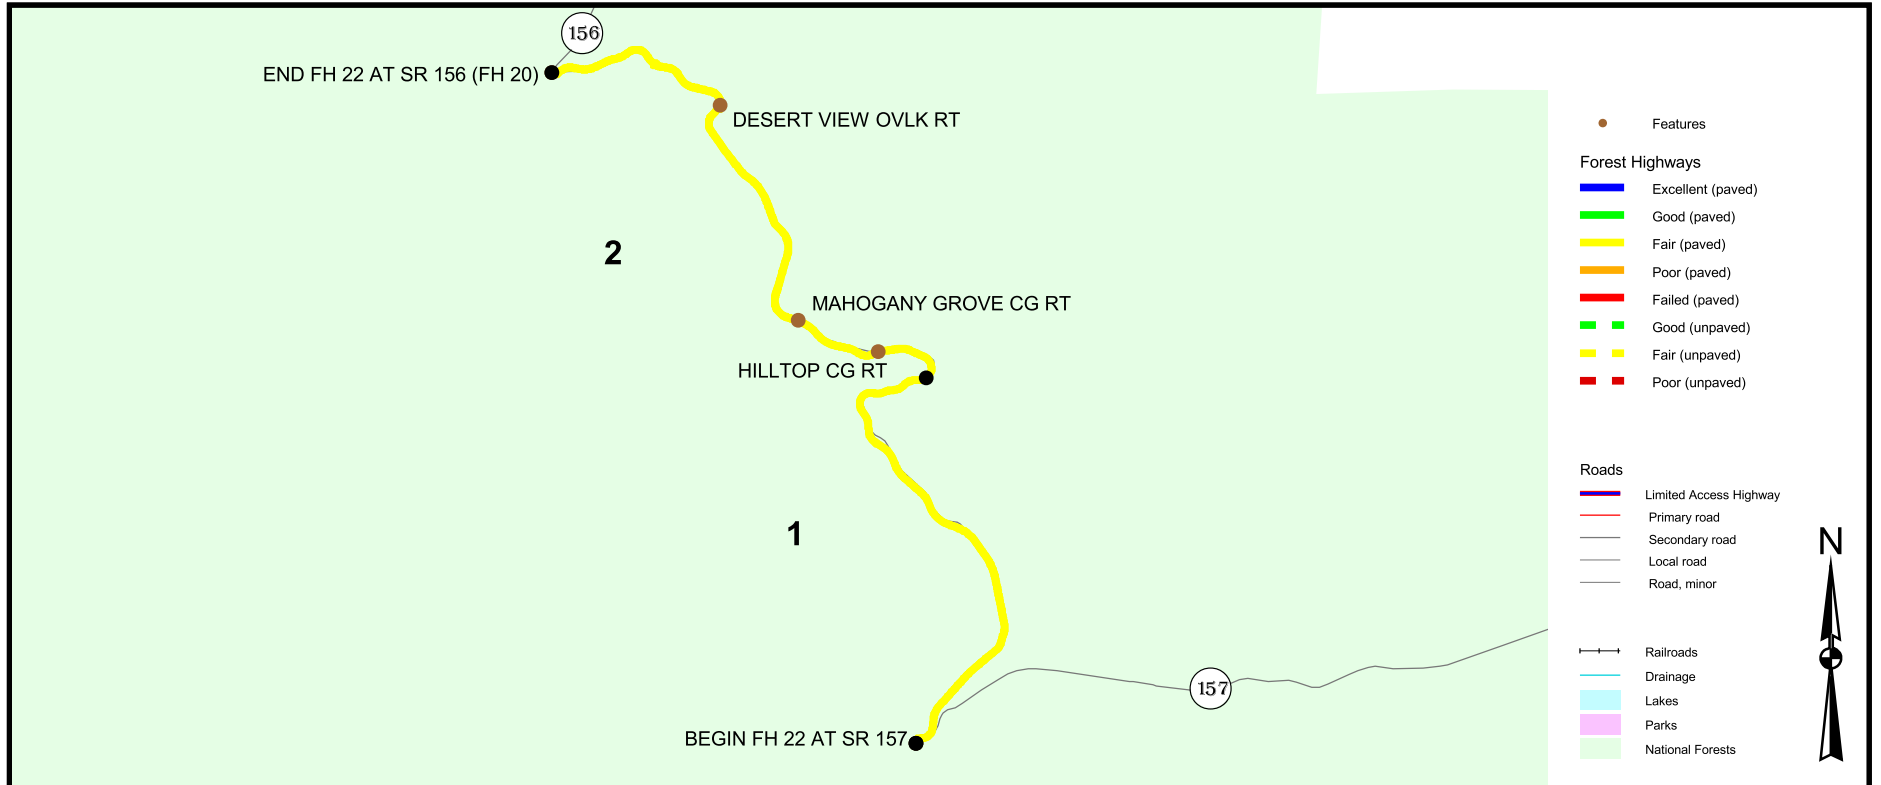 156
END FH 22 AT SR 156 (FH 20)
DESERT VIEW OVLK RT
2
MAHOGANY GROVE CG RT
HILLTOP CG RT
1
157
BEGIN FH 22 AT SR 157
Features
Forest Highways
Excellent (paved)
Good (paved)
Fair (paved)
Poor (paved)
Failed (paved)
Good (unpaved)
Fair (unpaved)
Poor (unpaved)
Roads
Limited Access Highway
Primary road
Secondary road
Local road
Road, minor
Railroads
Drainage
Lakes
Parks
National Forests
N